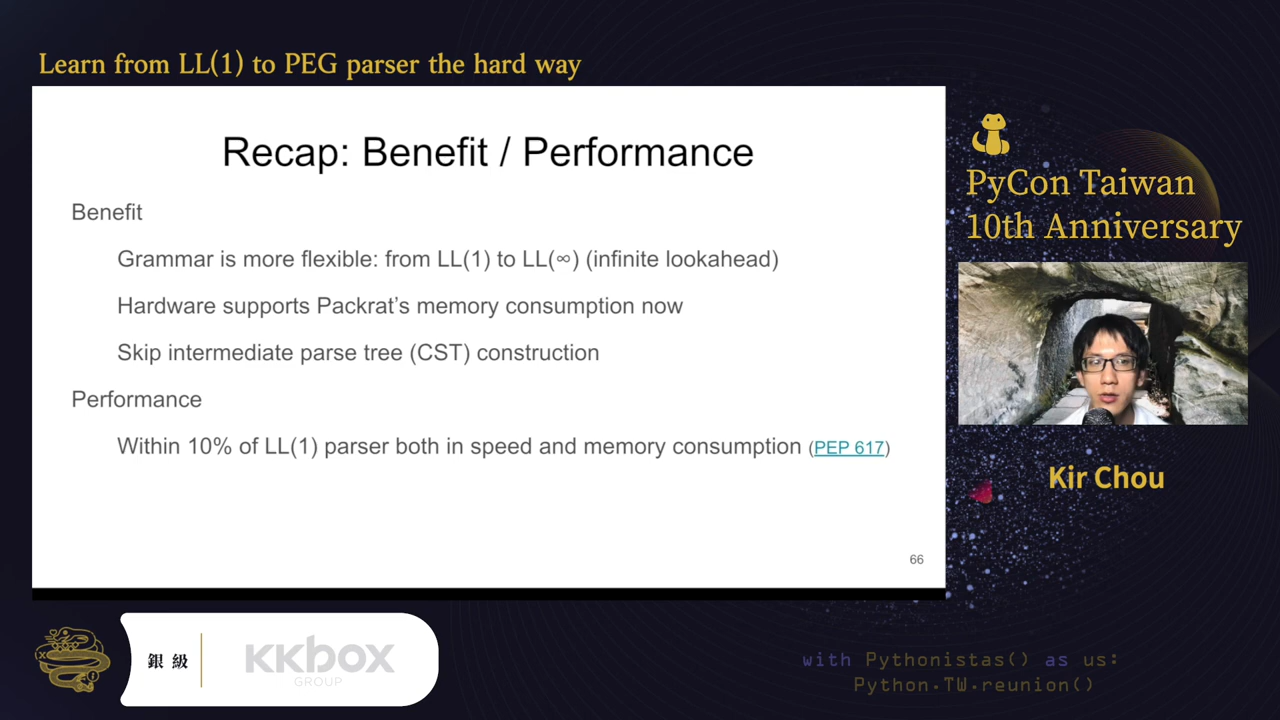 Learn from LL(1) to PEG parser the hard way
Recap: Benefit / Performance
Benefit
Grammar is more flexible: from LL(1) to LL(∞) (infinite lookahead)
Hardware supports Packrat's memory consumption now
Skip intermediate parse tree (CST) construction
Performance
Within 10% of LL(1) parser both in speed and memory consumption (PEP 617)
66
PyCon Taiwan
10th Anniversary
Kir Chou
銀級
KKBOX
GROUP
with Pythonistas() as us:
Python.TW.reunion()